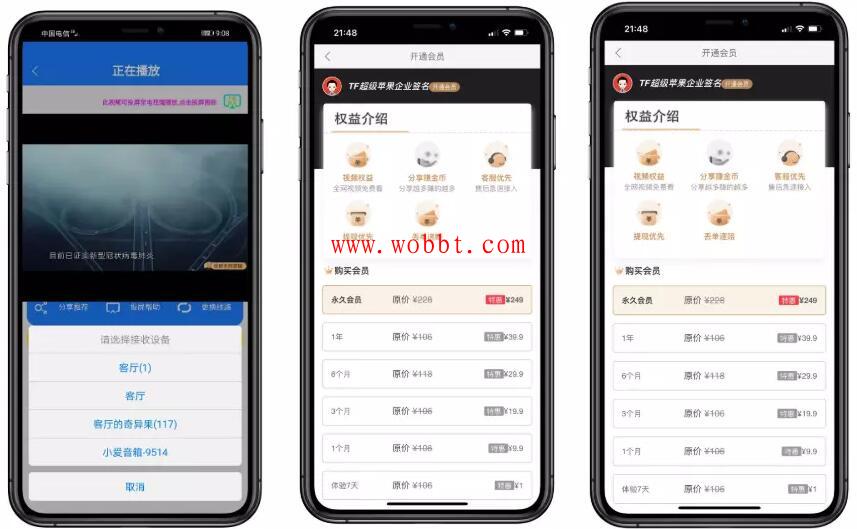 中国电信
9:08
正在播放
此视频可投屏家电视端播放,点击投屏图标
目前已证实新型冠状病毒肺炎
分享推荐
投屏帮助
更换线路
请选择接收设备
客厅(1)
客厅
客厅的奇异果(117)
小爱音箱-9514
取消
21:48
开通会员
TF超级苹果企业签名
开通会员
权益介绍
视频权益
全网视频免费看
分享赚金币
分享越多赚的越多
客服优先
售后急速接入
提现优先
丢单速赔
www.wobbt.com
购买会员
永久会员 原价 ¥228 特惠 ¥249
1年 原价 ¥106 特惠 ¥39.9
6个月 原价 ¥118 特惠 ¥29.9
3个月 原价 ¥106 特惠 ¥19.9
1个月 原价 ¥106 特惠 ¥9.9
体验7天 原价 ¥106 特惠 ¥1
21:48
开通会员
TF超级苹果企业签名
开通会员
权益介绍
视频权益
全网视频免费看
分享赚金币
分享越多赚的越多
客服优先
售后急速接入
提现优先
丢单速赔
购买会员
永久会员 原价 ¥228 特惠 ¥249
1年 原价 ¥106 特惠 ¥39.9
6个月 原价 ¥118 特惠 ¥29.9
3个月 原价 ¥106 特惠 ¥19.9
1个月 原价 ¥106 特惠 ¥9.9
体验7天 原价 ¥106 特惠 ¥1